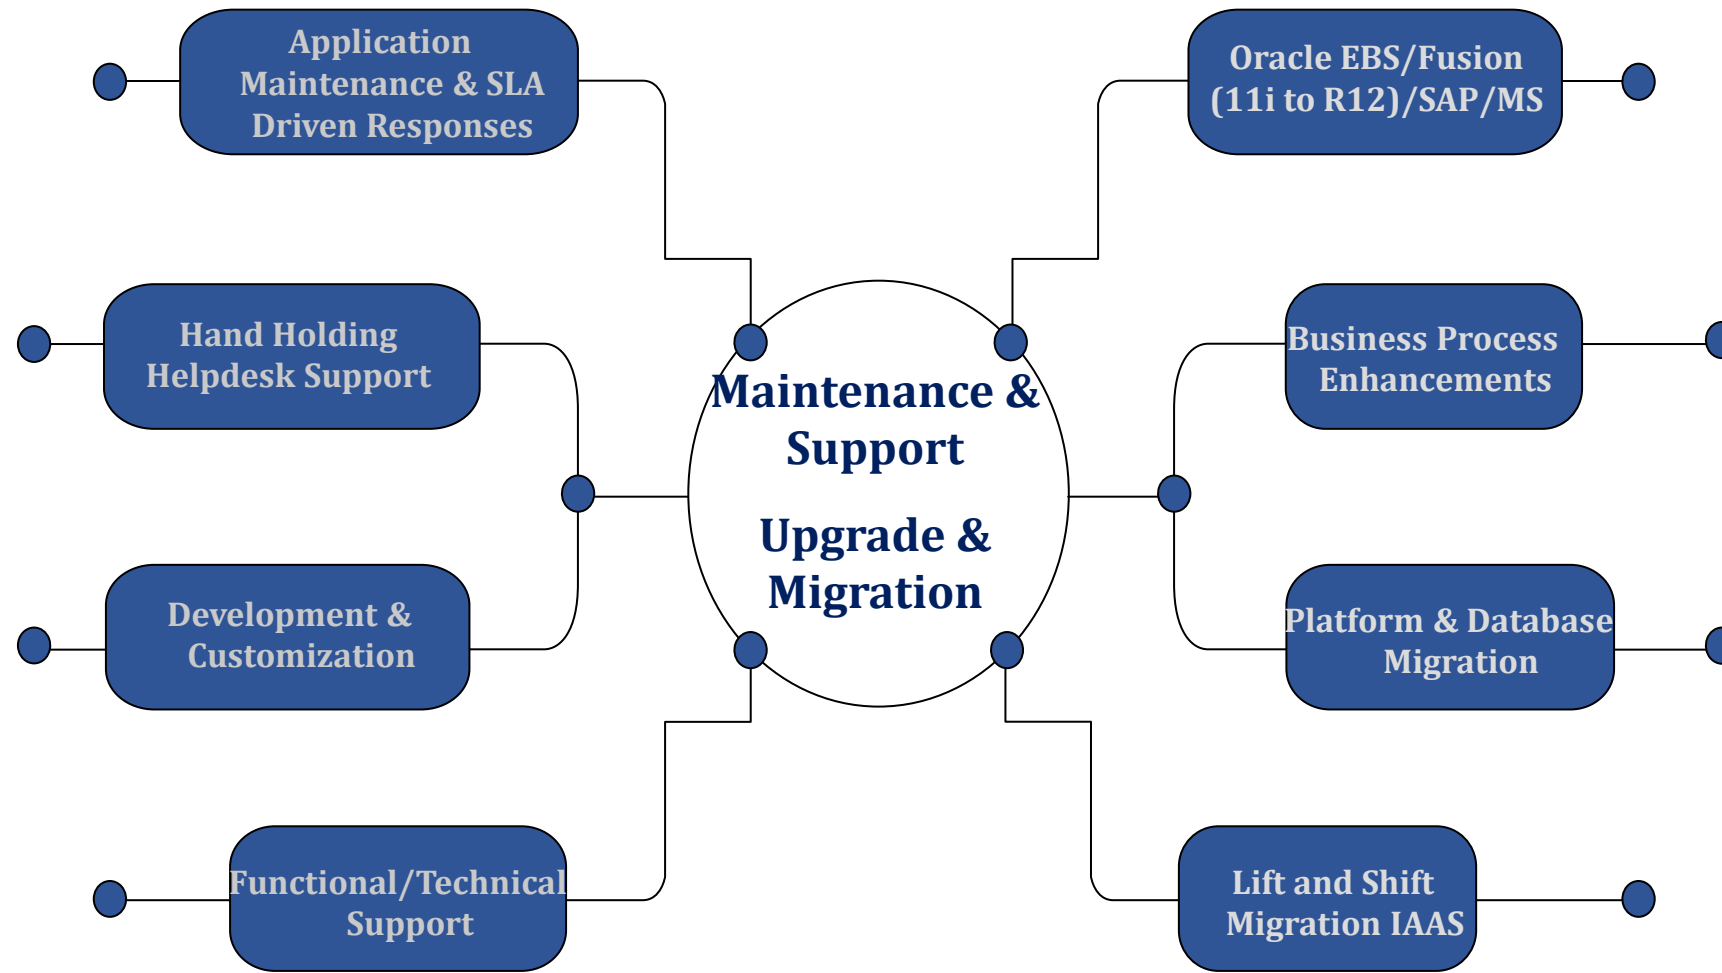 Application
Maintenance & SLA
Driven Responses
Hand Holding
Helpdesk Support
Development &
Customization
Functional/Technical
Support
Maintenance &
Support
Upgrade &
Migration
Oracle EBS/Fusion
(11i to R12)/SAP/MS
Business Process
Enhancements
Platform & Database
Migration
Lift and Shift
Migration IAAS